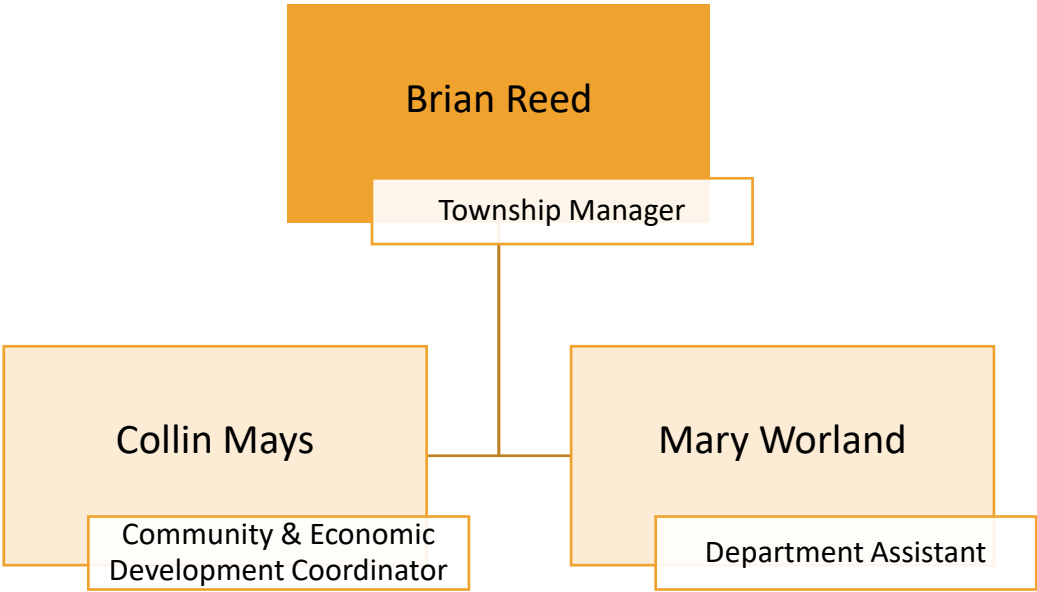 Brian Reed
Township Manager
Collin Mays
Community & Economic
Development Coordinator
Mary Worland
Department Assistant